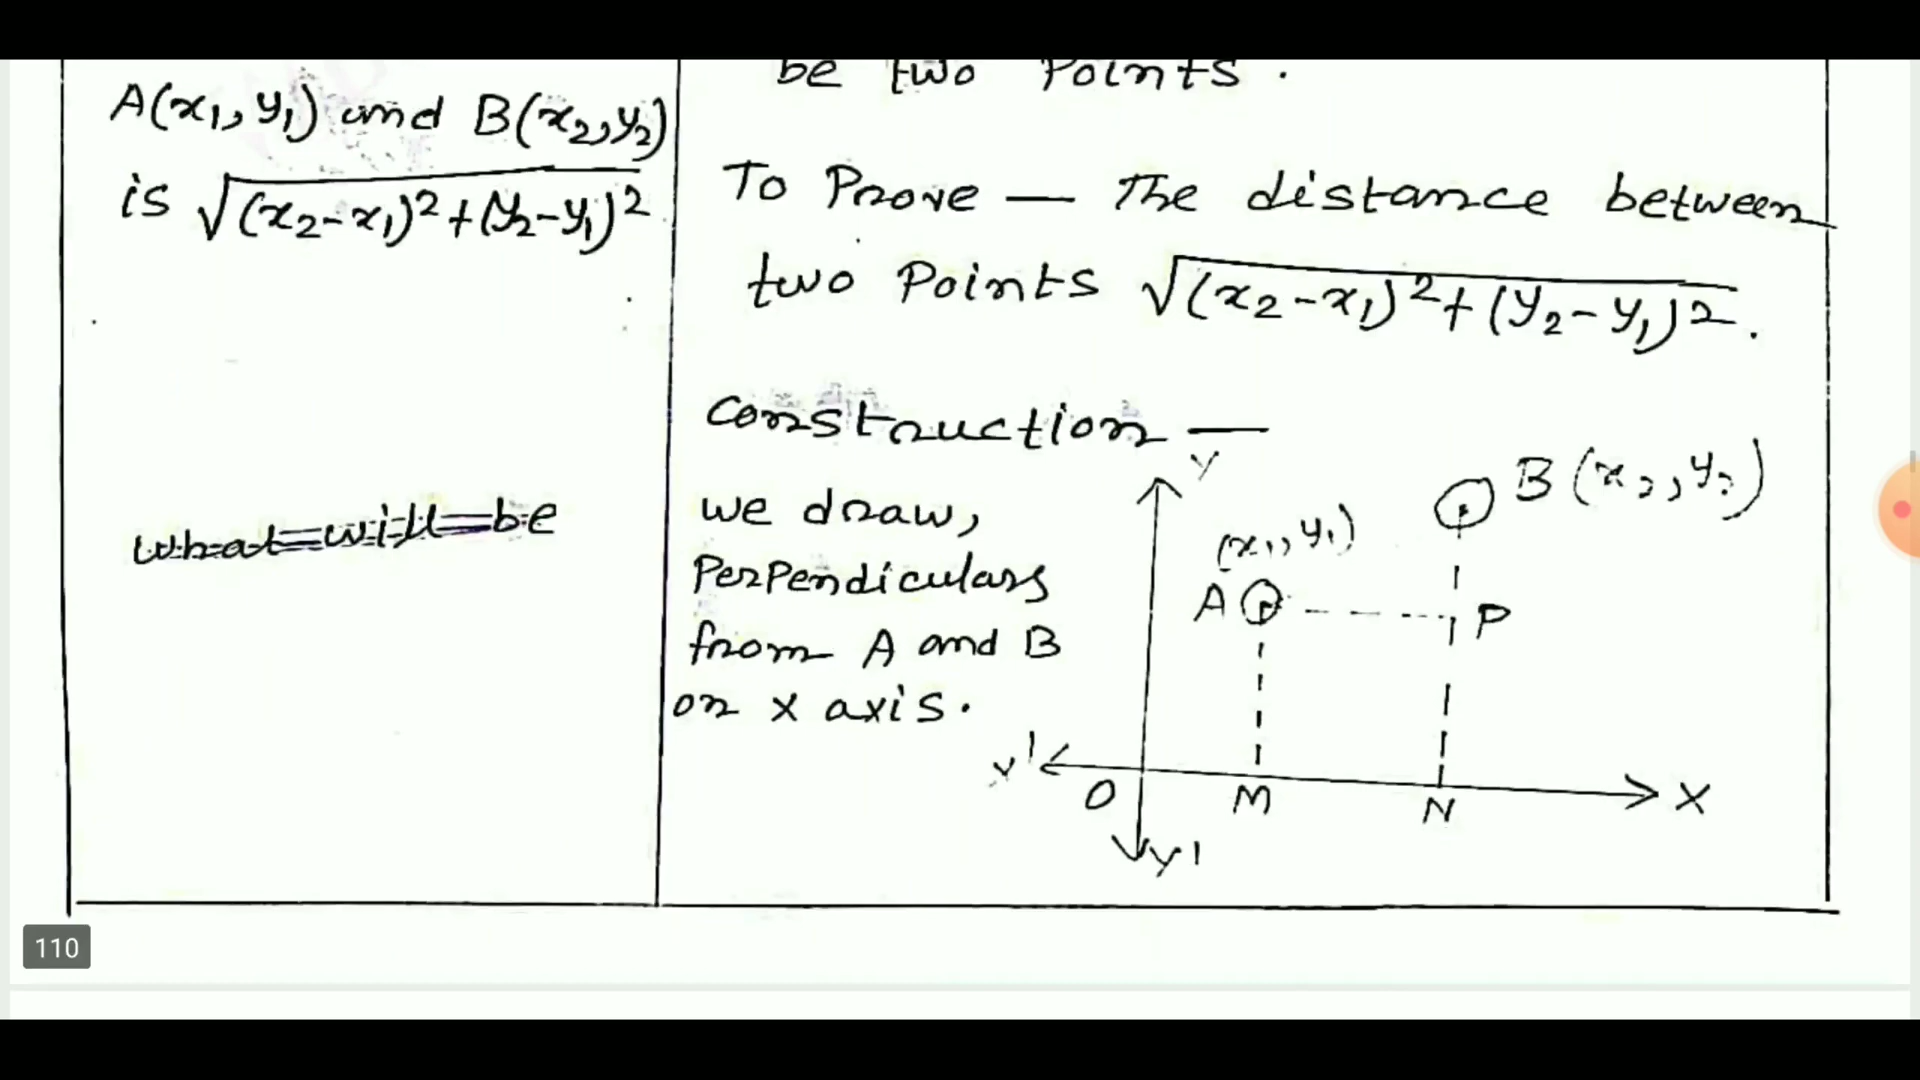 A(x₁, y₁) and B(x₂, y₂)
is √(x₂-x₁)²+(y₂-y₁)²
what will be
be two Points.
To Prove — The distance between
two Points √(x₂-x₁)²+(y₂-y₁)².
Construction —
we draw,
Perpendiculars
from A and B
on X axis.
Y
B (x₂, y₂)
(x₁, y₁)
A
P
X'
O
M
N
X
Y'
110